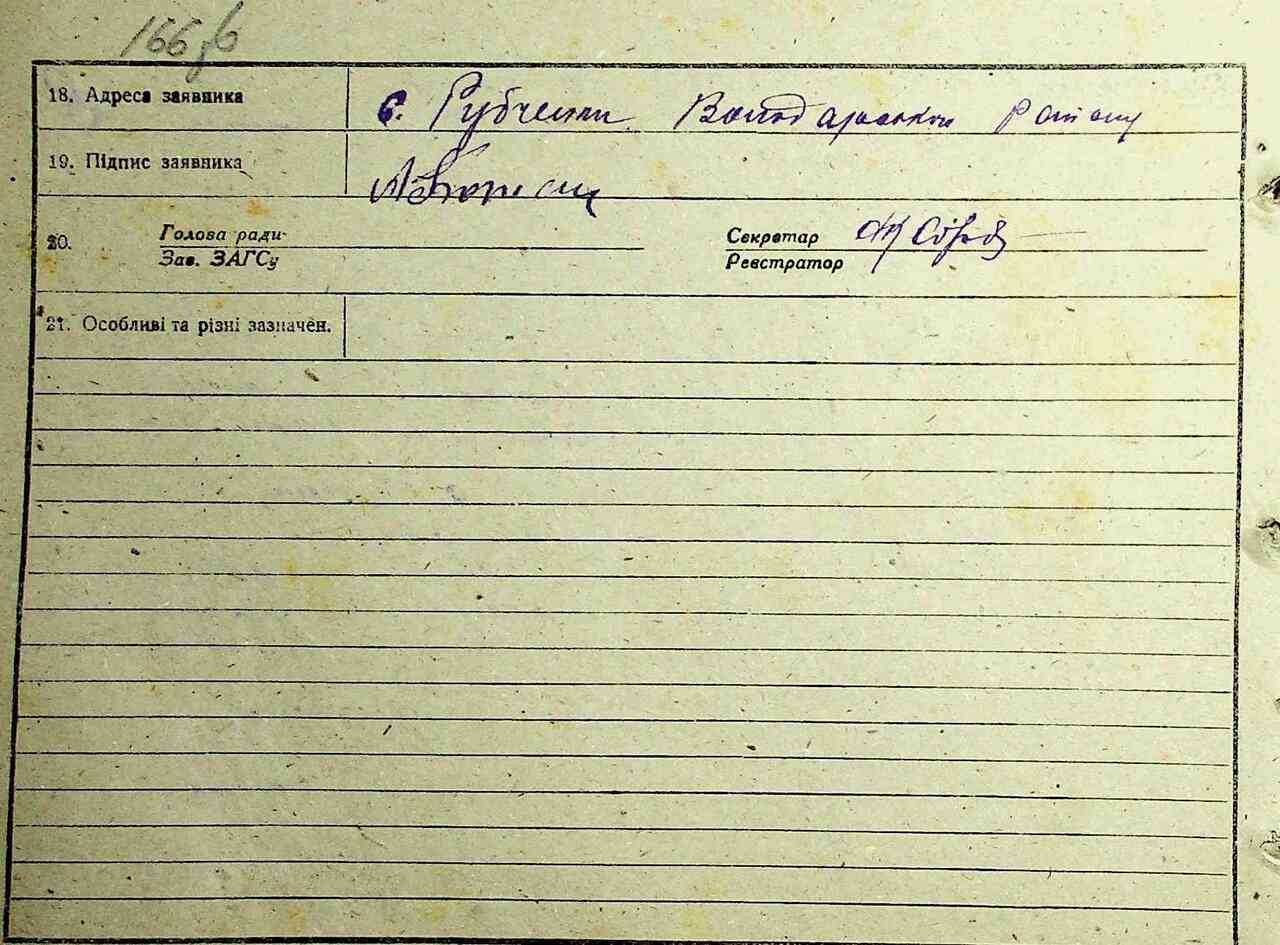 166 зв
18. Адреса заявника с. Рубченки Володарського району
19. Підпис заявника
20. Голова ради Секретар
Зав. ЗАГСу Реєстратор
21. Особливі та різні зазначен.